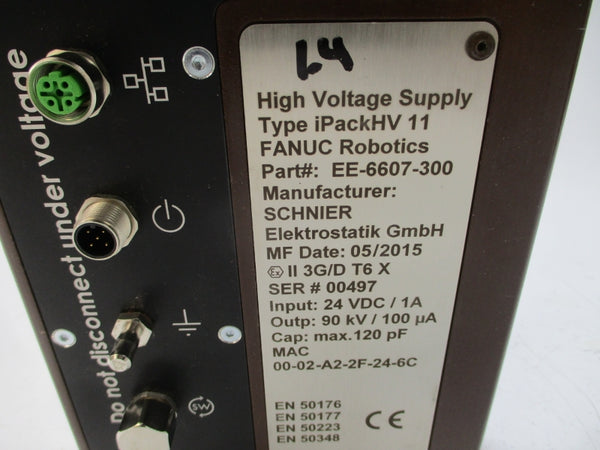 do not disconnect under voltage
SW
L4
High Voltage Supply
Type iPackHV 11
FANUC Robotics
Part#: EE-6607-300
Manufacturer:
SCHNIER
Elektrostatik GmbH
MF Date: 05/2015
Ex II 3G/D T6 X
SER # 00497
Input: 24 VDC / 1A
Outp: 90 kV / 100 µA
Cap: max.120 pF
MAC
00-02-A2-2F-24-6C
EN 50176
EN 50177
EN 50223
EN 50348
CE